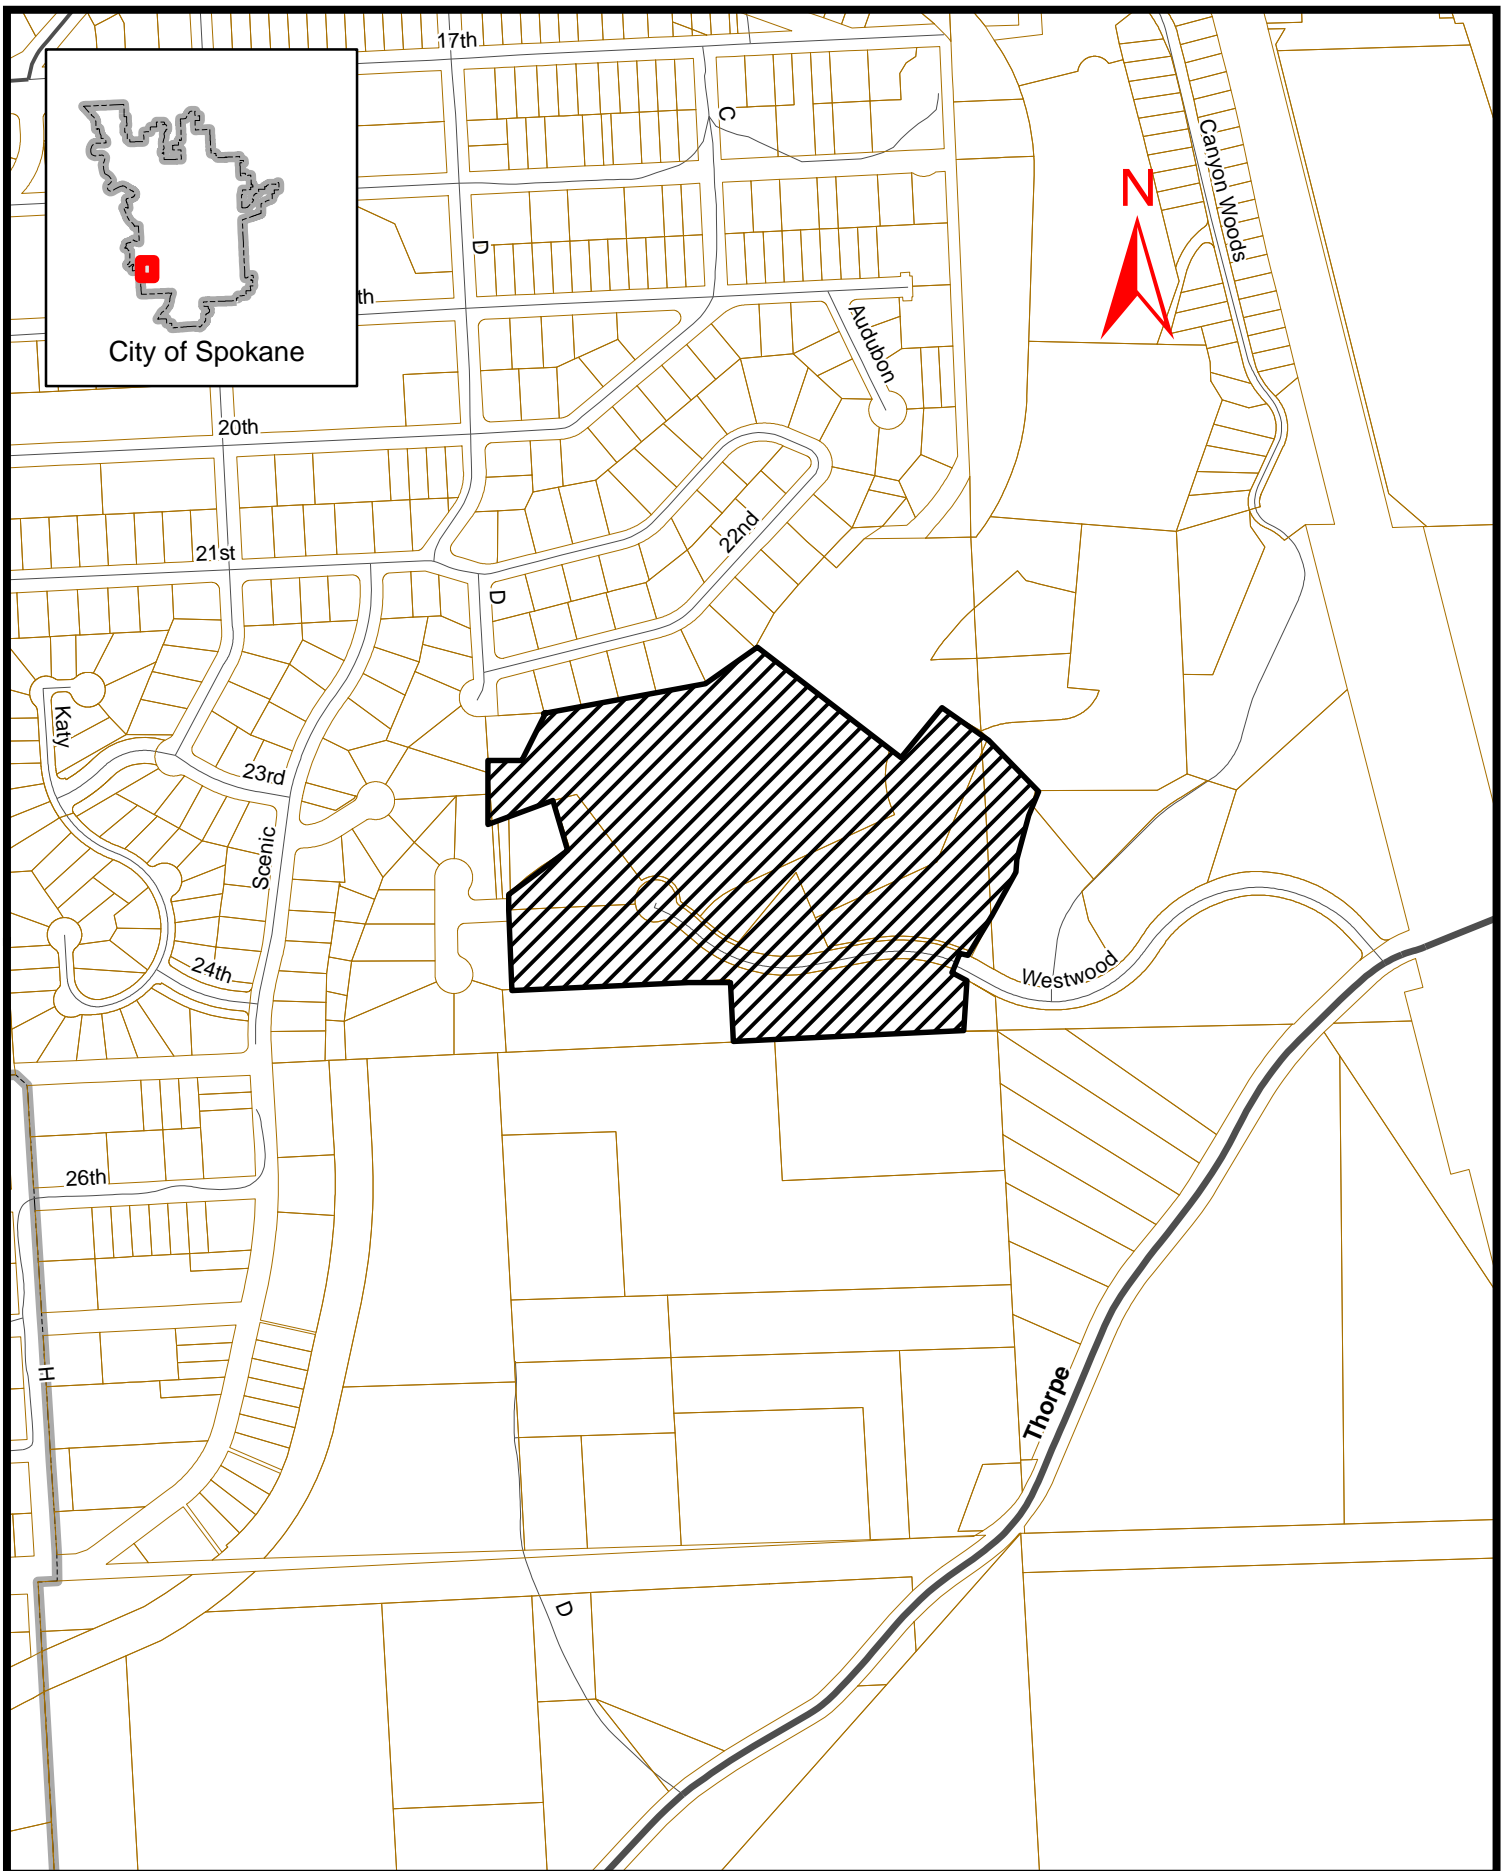 17th
C
Canyon Woods
N
D
th
Audubon
City of Spokane
20th
22nd
21st
D
Katy
23rd
Scenic
24th
Westwood
26th
H
Thorpe
D